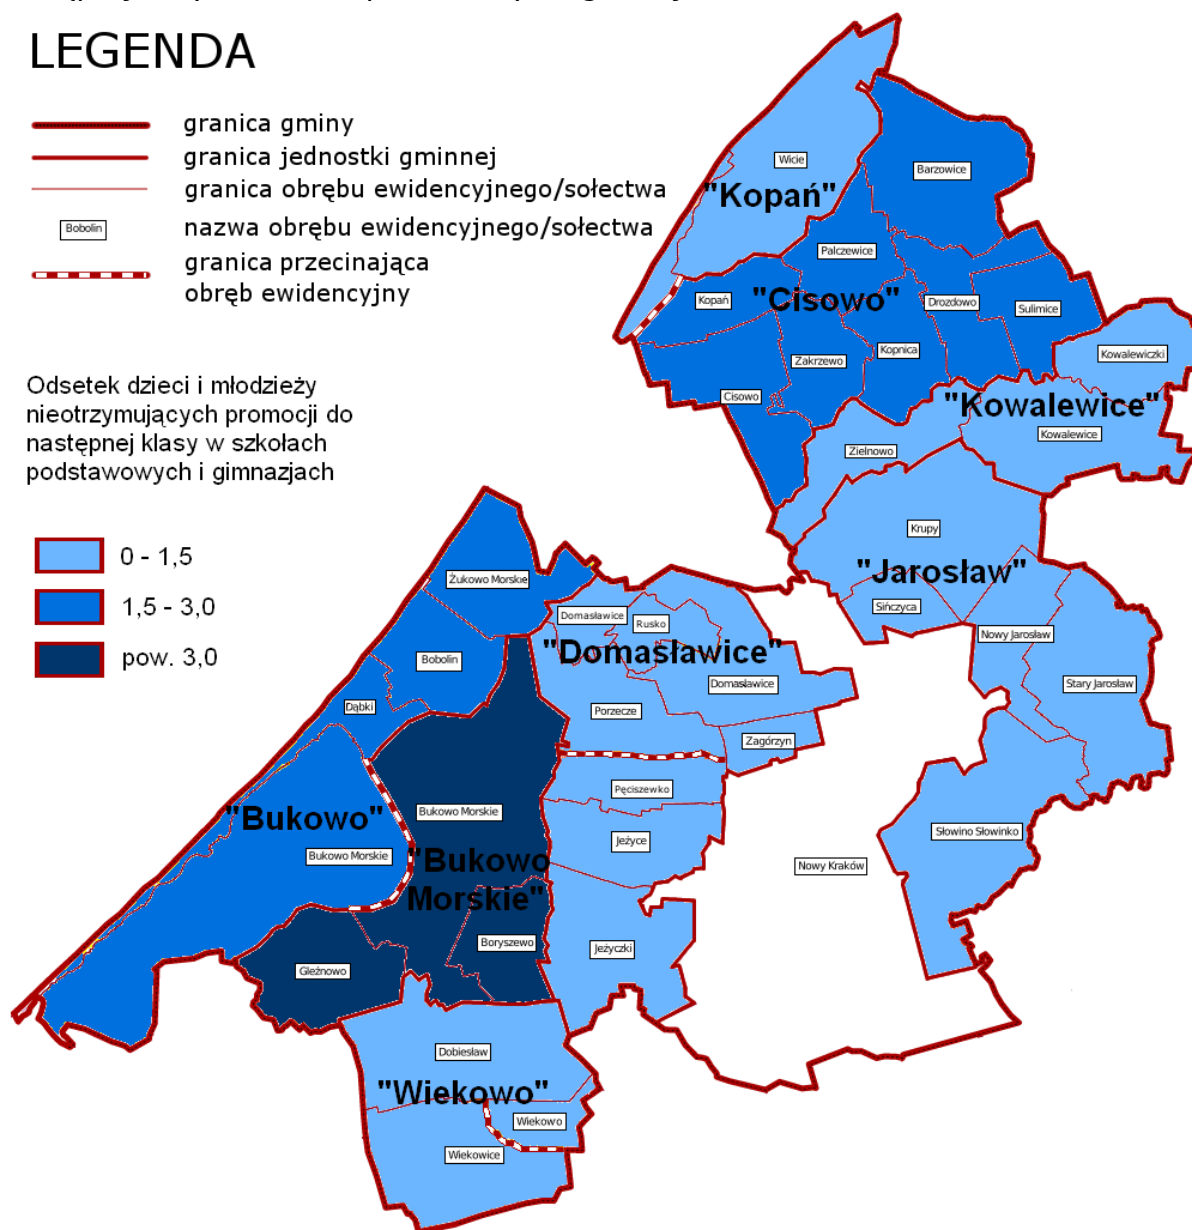 LEGENDA
granica gminy
granica jednostki gminnej
granica obrębu ewidencyjnego/sołectwa
Bobolin
nazwa obrębu ewidencyjnego/sołectwa
granica przecinająca
obręb ewidencyjny
Odsetek dzieci i młodzieży
nieotrzymujących promocji do
następnej klasy w szkołach
podstawowych i gimnazjach
0 - 1,5
1,5 - 3,0
pow. 3,0
Wicie
"Kopań"
Barzowice
Palczewice
Kopań
"Cisowo"
Drozdowo
Sulimice
Zakrzewo
Kopnica
Kowalewiczki
Cisowo
"Kowalewice"
Kowalewice
Zielnowo
Krupy
"Jarosław"
Sińczyca
Nowy Jarosław
Stary Jarosław
Słowino Słowinko
Nowy Kraków
Żukowo Morskie
Bobolin
Dąbki
Domasławice
Rusko
"Domasławice"
Domasławice
Porzecze
Zagórzyn
Pęciszewko
Jeżyce
Jeżyczki
"Bukowo"
Bukowo Morskie
Bukowo Morskie
"Bukowo
Morskie"
Boryszewo
Gleźnowo
Dobiesław
"Wiekowo"
Wiekowo
Wiekowice